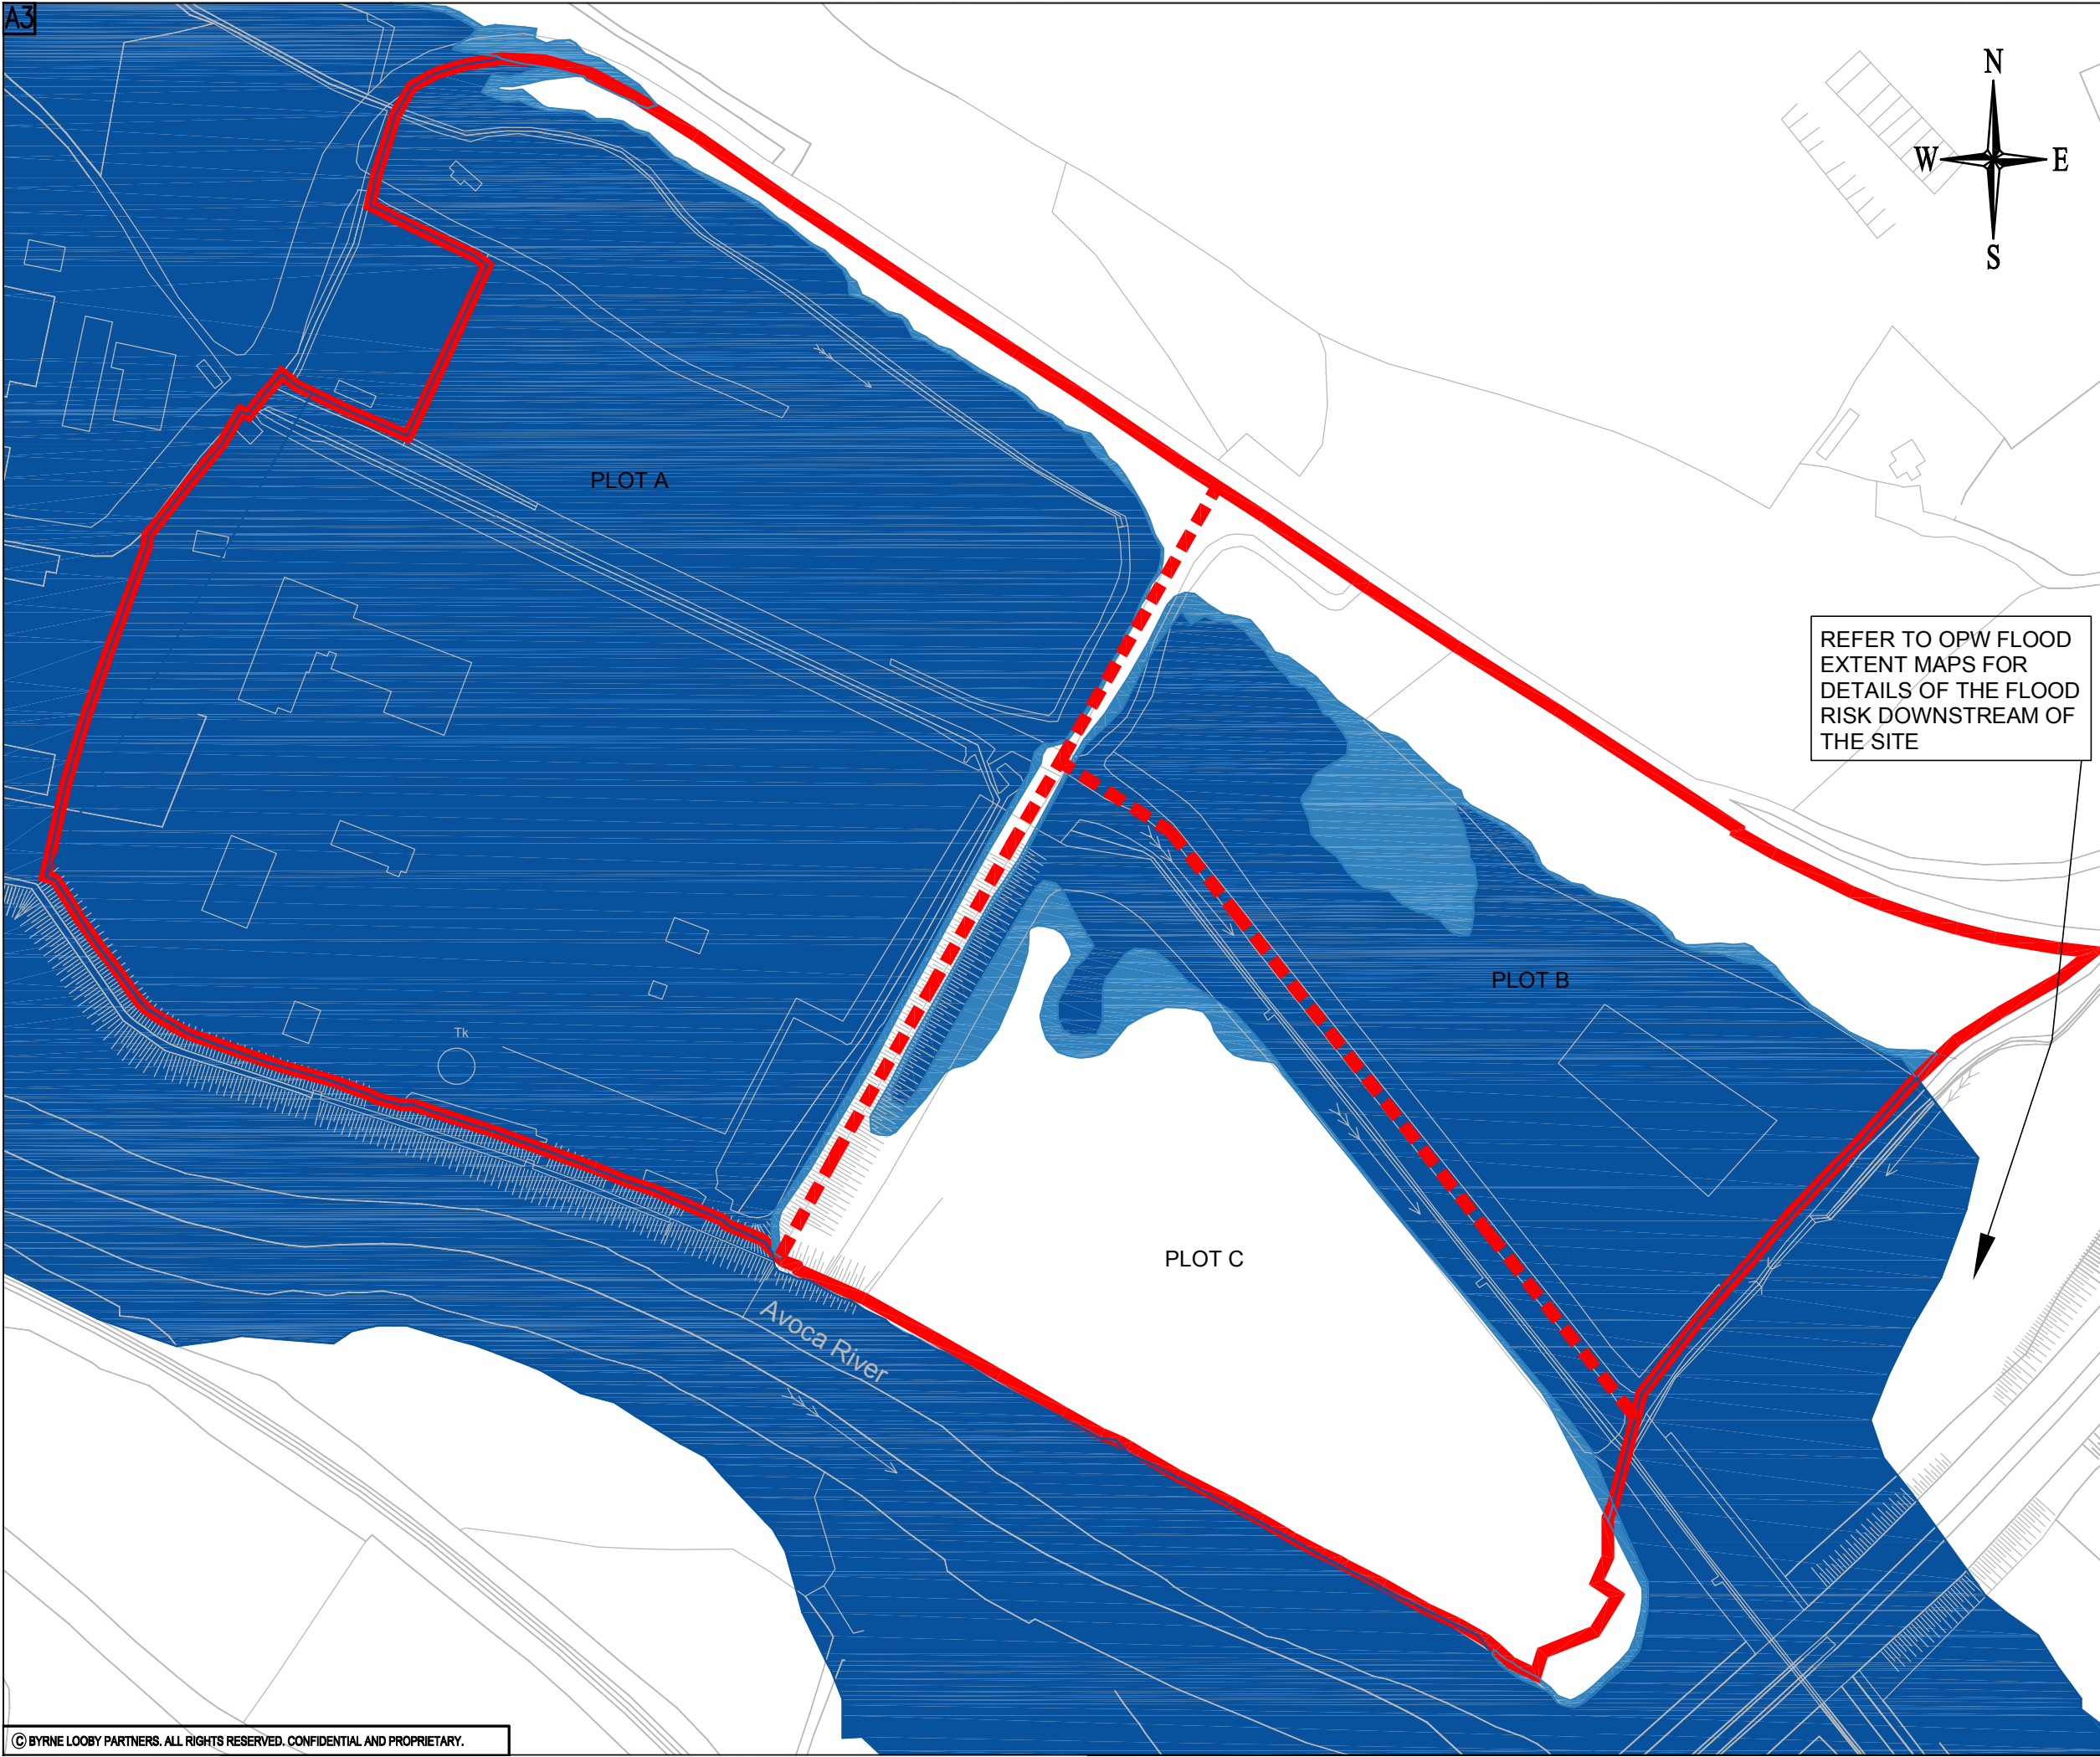 A3
N
W E
S
PLOT A
REFER TO OPW FLOOD
EXTENT MAPS FOR
DETAILS OF THE FLOOD
RISK DOWNSTREAM OF
THE SITE
PLOT B
Tk
PLOT C
Avoca River
© BYRNE LOOBY PARTNERS. ALL RIGHTS RESERVED. CONFIDENTIAL AND PROPRIETARY.